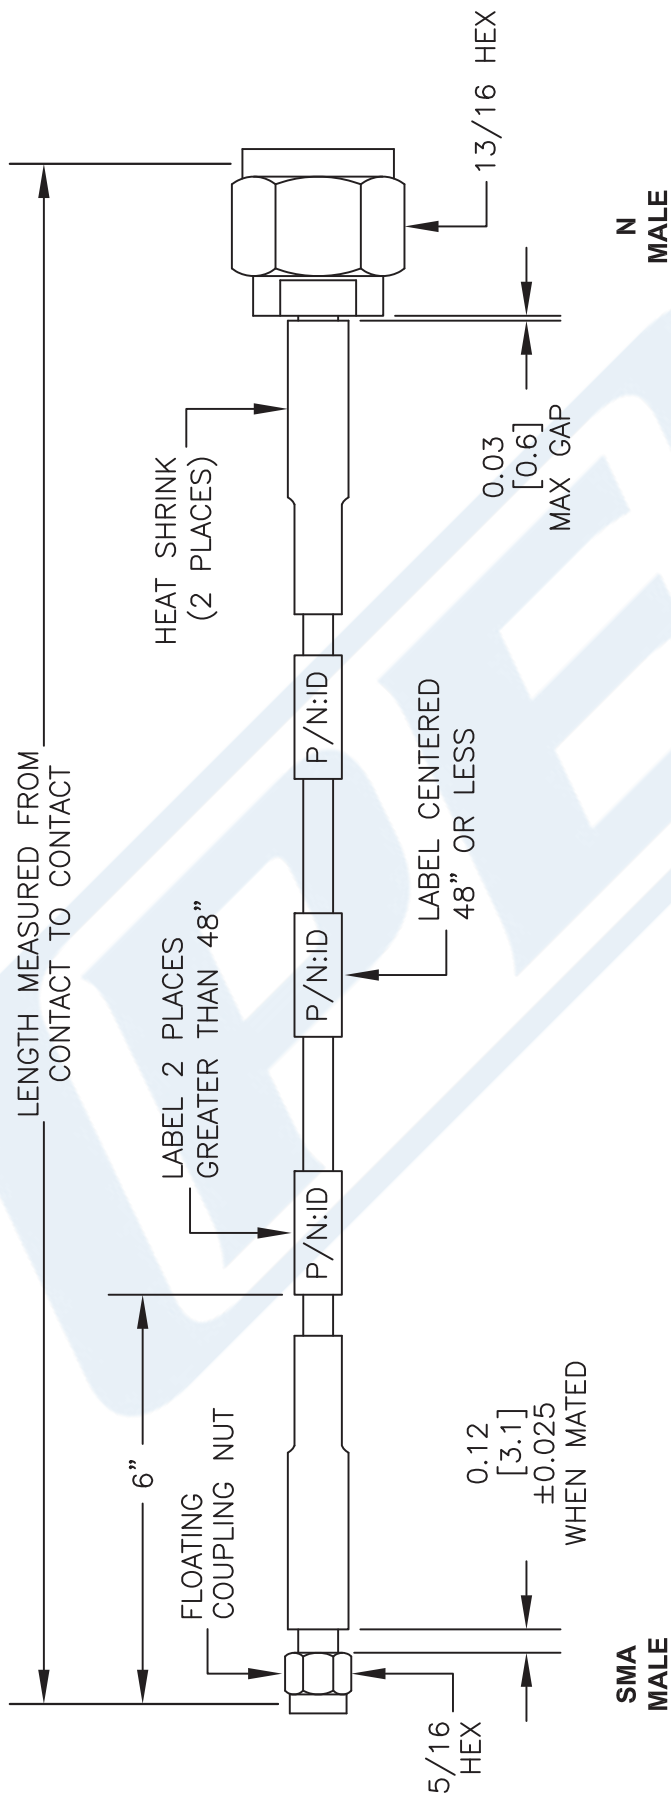 LENGTH MEASURED FROM
CONTACT TO CONTACT
6”
LABEL 2 PLACES
GREATER THAN 48”
HEAT SHRINK
(2 PLACES)
FLOATING
COUPLING NUT
P/N:ID
P/N:ID
P/N:ID
5/16
HEX
0.12
[3.1]
±0.025
WHEN MATED
LABEL CENTERED
48” OR LESS
0.03
[0.6]
MAX GAP
13/16 HEX
SMA
MALE
N
MALE
PE